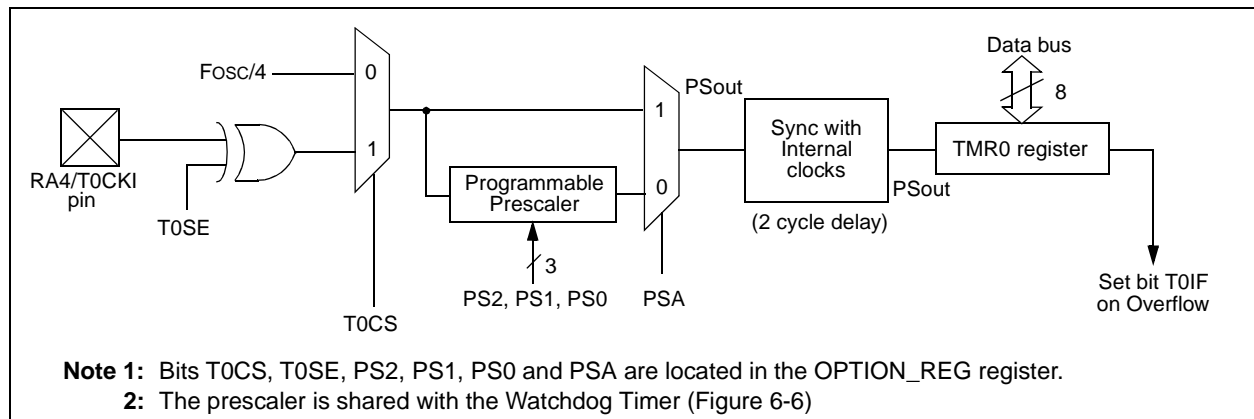 Data bus
8
FOSC/4
0
1
RA4/T0CKI
pin
T0SE
T0CS
Programmable
Prescaler
3
PS2, PS1, PS0
1
0
PSA
PSout
Sync with
Internal
clocks
(2 cycle delay)
PSout
TMR0 register
Set bit T0IF
on Overflow
Note 1: Bits T0CS, T0SE, PS2, PS1, PS0 and PSA are located in the OPTION_REG register.
2: The prescaler is shared with the Watchdog Timer (Figure 6-6)